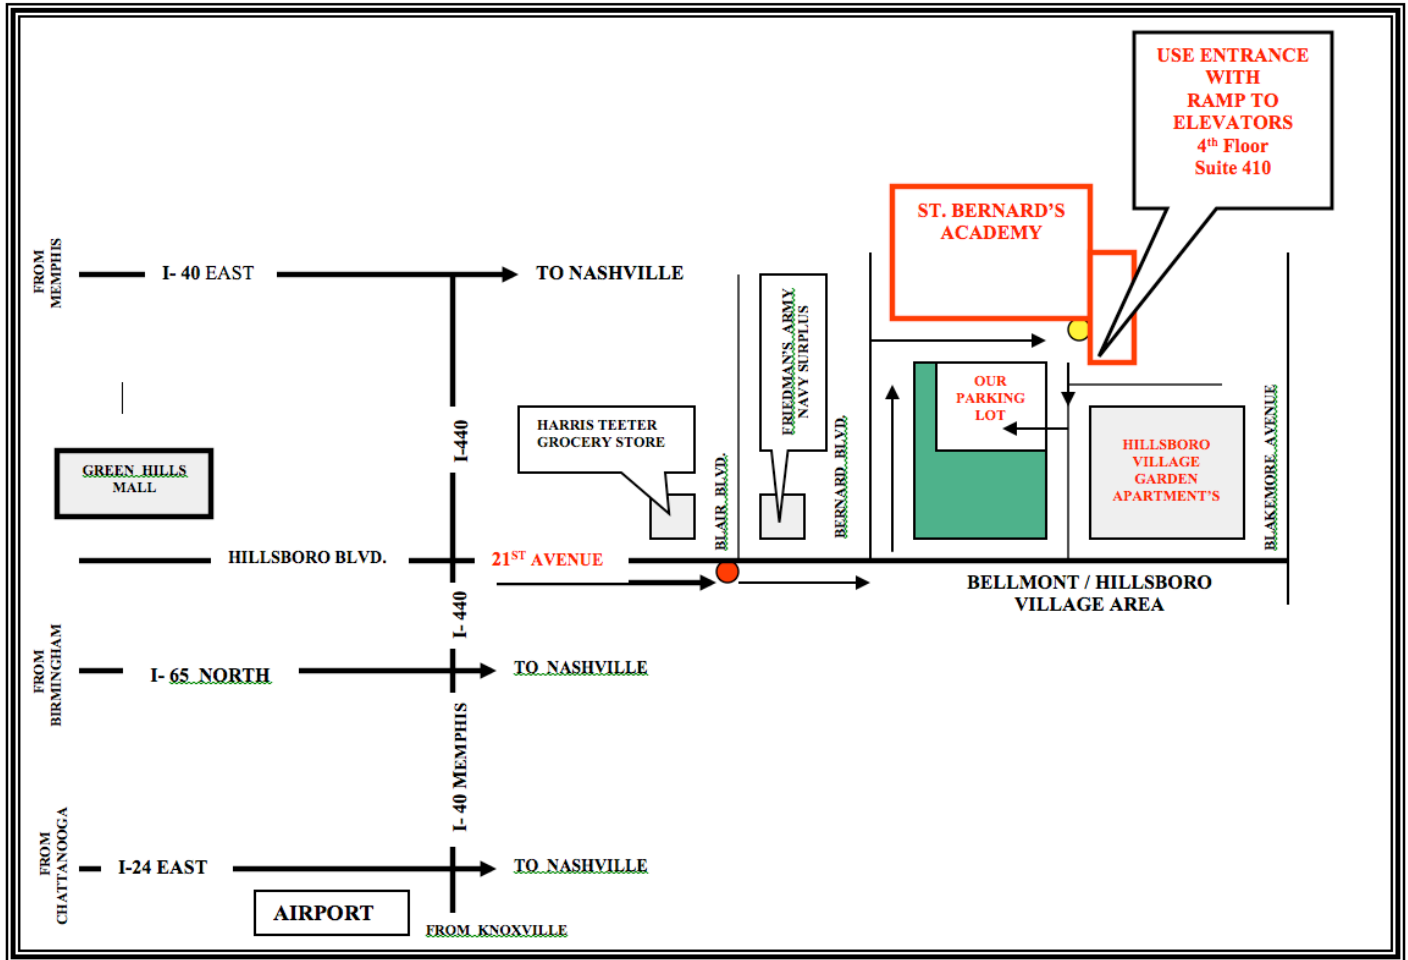 USE ENTRANCE
WITH
RAMP TO
ELEVATORS
4th Floor
Suite 410
ST. BERNARD'S
ACADEMY
FROM
MEMPHIS
I- 40 EAST
TO NASHVILLE
FRIEDMAN'S ARMY
NAVY SURPLUS
OUR
PARKING
LOT
HARRIS TEETER
GROCERY STORE
I-440
BLAIR BLVD.
BERNARD BLVD.
HILLSBORO
VILLAGE
GARDEN
APARTMENT'S
BLAKEMORE AVENUE
GREEN HILLS
MALL
HILLSBORO BLVD.
21ST AVENUE
BELLMONT / HILLSBORO
VILLAGE AREA
I- 440
FROM
BIRMINGHAM
I- 65 NORTH
TO NASHVILLE
I- 40 MEMPHIS
FROM
CHATTANOOGA
I-24 EAST
TO NASHVILLE
AIRPORT
FROM KNOXVILLE